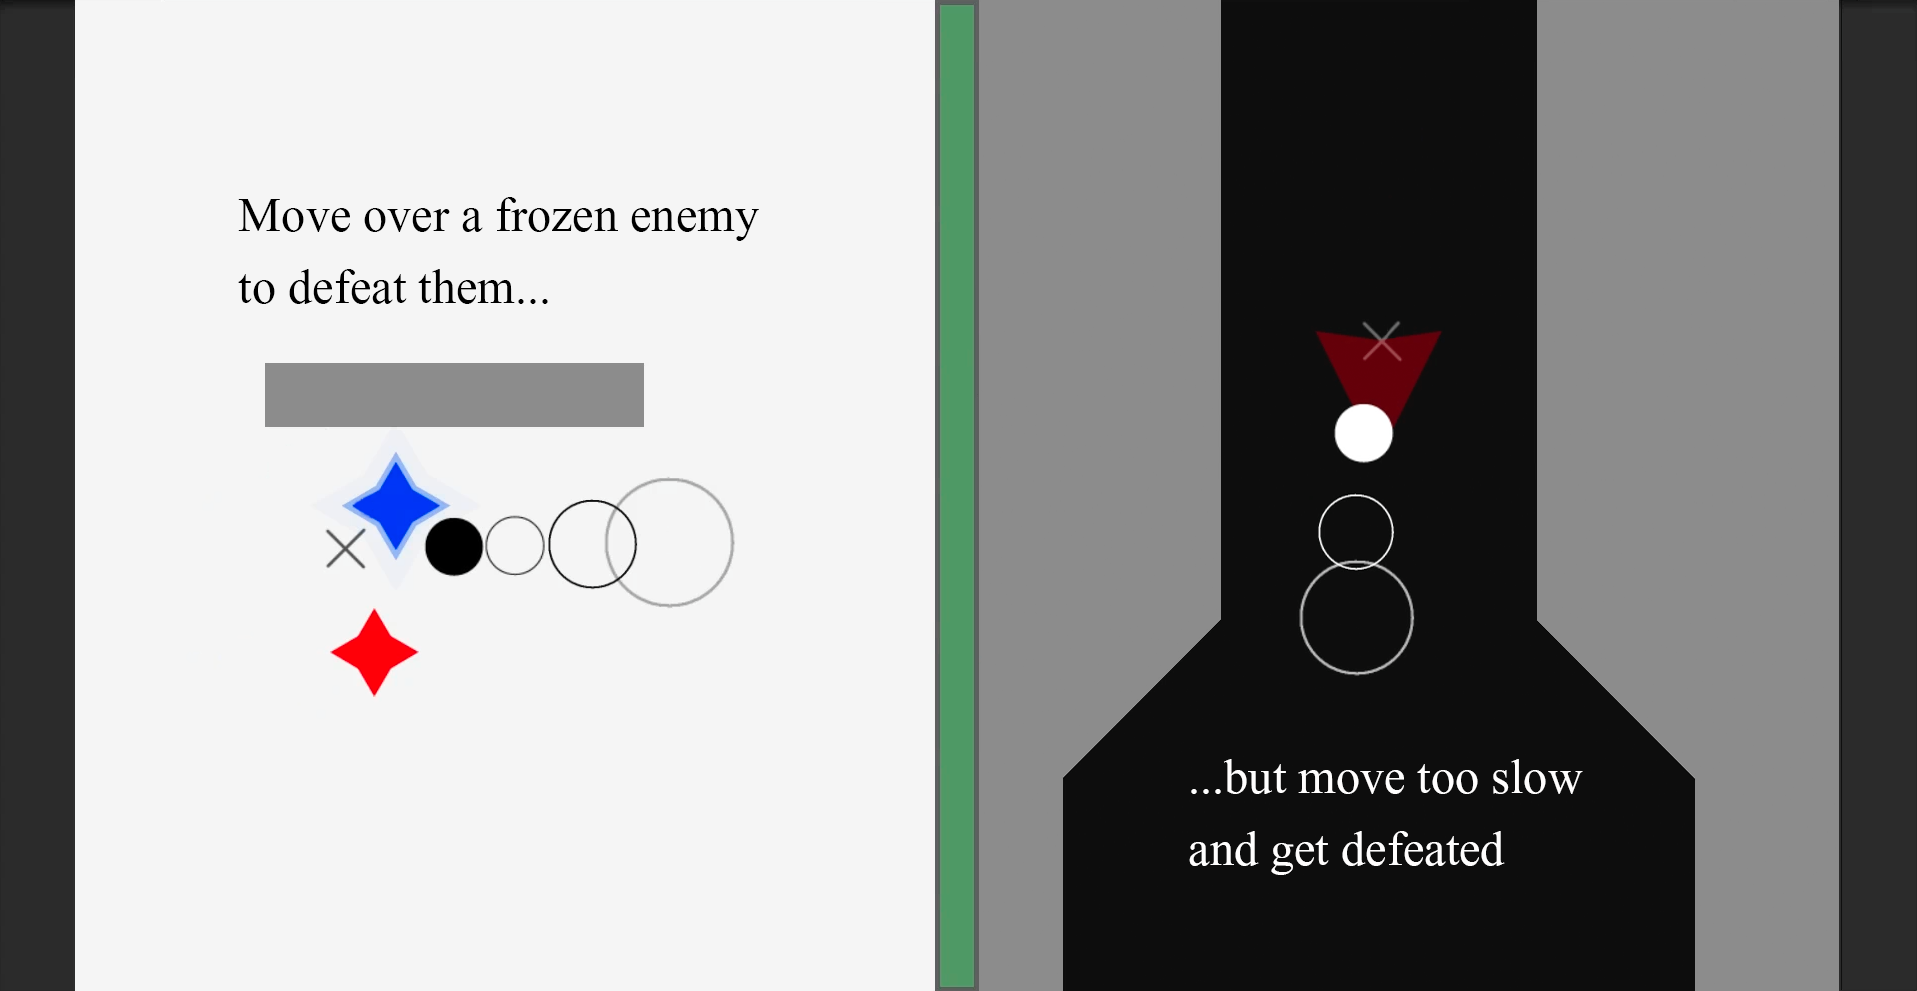 Move over a frozen enemy
to defeat them...
...but move too slow
and get defeated